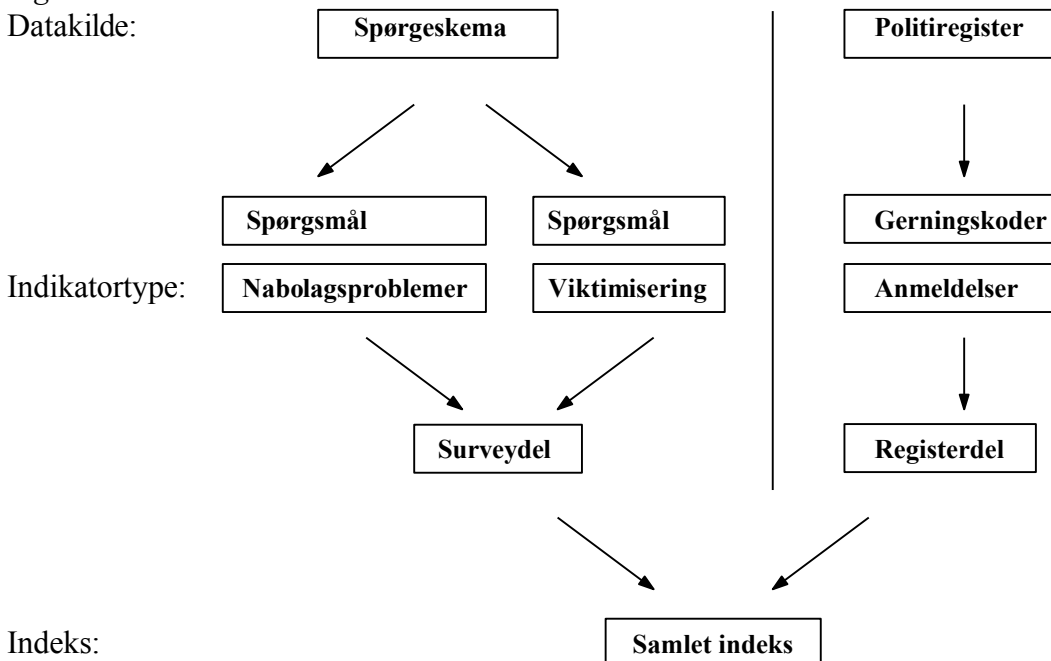 Datakilde: Spørgeskema Politiregister
Spørgsmål Spørgsmål Gerningskoder
Indikatortype: Nabolagsproblemer Viktimisering Anmeldelser
Surveydel Registerdel
Indeks: Samlet indeks